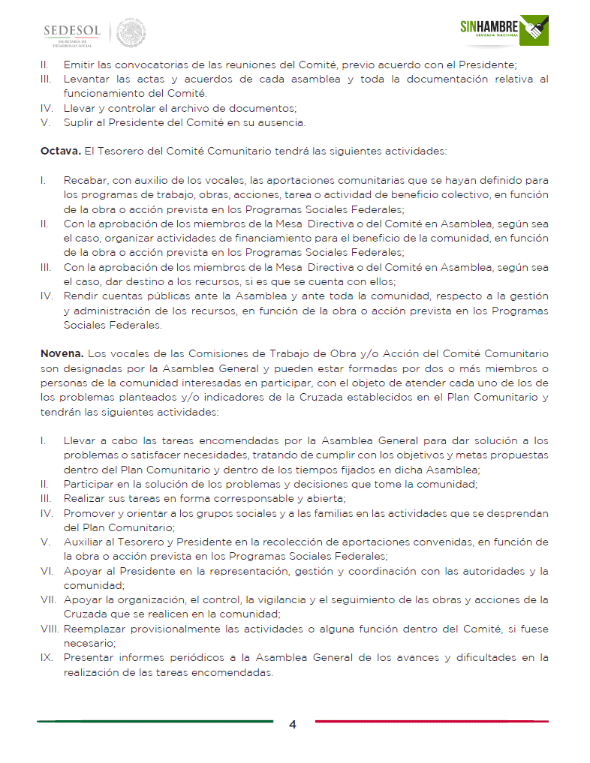 SEDESOL
SECRETARÍA DE
DESARROLLO SOCIAL
SINHAMBRE
CRUZADA NACIONAL
II. Emitir las convocatorias de las reuniones del Comité, previo acuerdo con el Presidente;
III. Levantar las actas y acuerdos de cada asamblea y toda la documentación relativa al
funcionamiento del Comité.
IV. Llevar y controlar el archivo de documentos;
V. Suplir al Presidente del Comité en su ausencia.
Octava. El Tesorero del Comité Comunitario tendrá las siguientes actividades:
I. Recabar, con auxilio de los vocales, las aportaciones comunitarias que se hayan definido para
los programas de trabajo, obras, acciones, tarea o actividad de beneficio colectivo, en función
de la obra o acción prevista en los Programas Sociales Federales;
II. Con la aprobación de los miembros de la Mesa Directiva o del Comité en Asamblea, según sea
el caso, organizar actividades de financiamiento para el beneficio de la comunidad, en función
de la obra o acción prevista en los Programas Sociales Federales;
III. Con la aprobación de los miembros de la Mesa Directiva o del Comité en Asamblea, según sea
el caso, dar destino a los recursos, si es que se cuenta con ellos;
IV. Rendir cuentas públicas ante la Asamblea y ante toda la comunidad, respecto a la gestión
y administración de los recursos, en función de la obra o acción prevista en los Programas
Sociales Federales.
Novena. Los vocales de las Comisiones de Trabajo de Obra y/o Acción del Comité Comunitario
son designadas por la Asamblea General y pueden estar formadas por dos o más miembros o
personas de la comunidad interesadas en participar, con el objeto de atender cada uno de los de
los problemas planteados y/o indicadores de la Cruzada establecidos en el Plan Comunitario y
tendrán las siguientes actividades:
I. Llevar a cabo las tareas encomendadas por la Asamblea General para dar solución a los
problemas o satisfacer necesidades, tratando de cumplir con los objetivos y metas propuestas
dentro del Plan Comunitario y dentro de los tiempos fijados en dicha Asamblea;
II. Participar en la solución de los problemas y decisiones que tome la comunidad;
III. Realizar sus tareas en forma corresponsable y abierta;
IV. Promover y orientar a los grupos sociales y a las familias en las actividades que se desprendan
del Plan Comunitario;
V. Auxiliar al Tesorero y Presidente en la recolección de aportaciones convenidas, en función de
la obra o acción prevista en los Programas Sociales Federales;
VI. Apoyar al Presidente en la representación, gestión y coordinación con las autoridades y la
comunidad;
VII. Apoyar la organización, el control, la vigilancia y el seguimiento de las obras y acciones de la
Cruzada que se realicen en la comunidad;
VIII. Reemplazar provisionalmente las actividades o alguna función dentro del Comité, si fuese
necesario;
IX. Presentar informes periódicos a la Asamblea General de los avances y dificultades en la
realización de las tareas encomendadas.
4